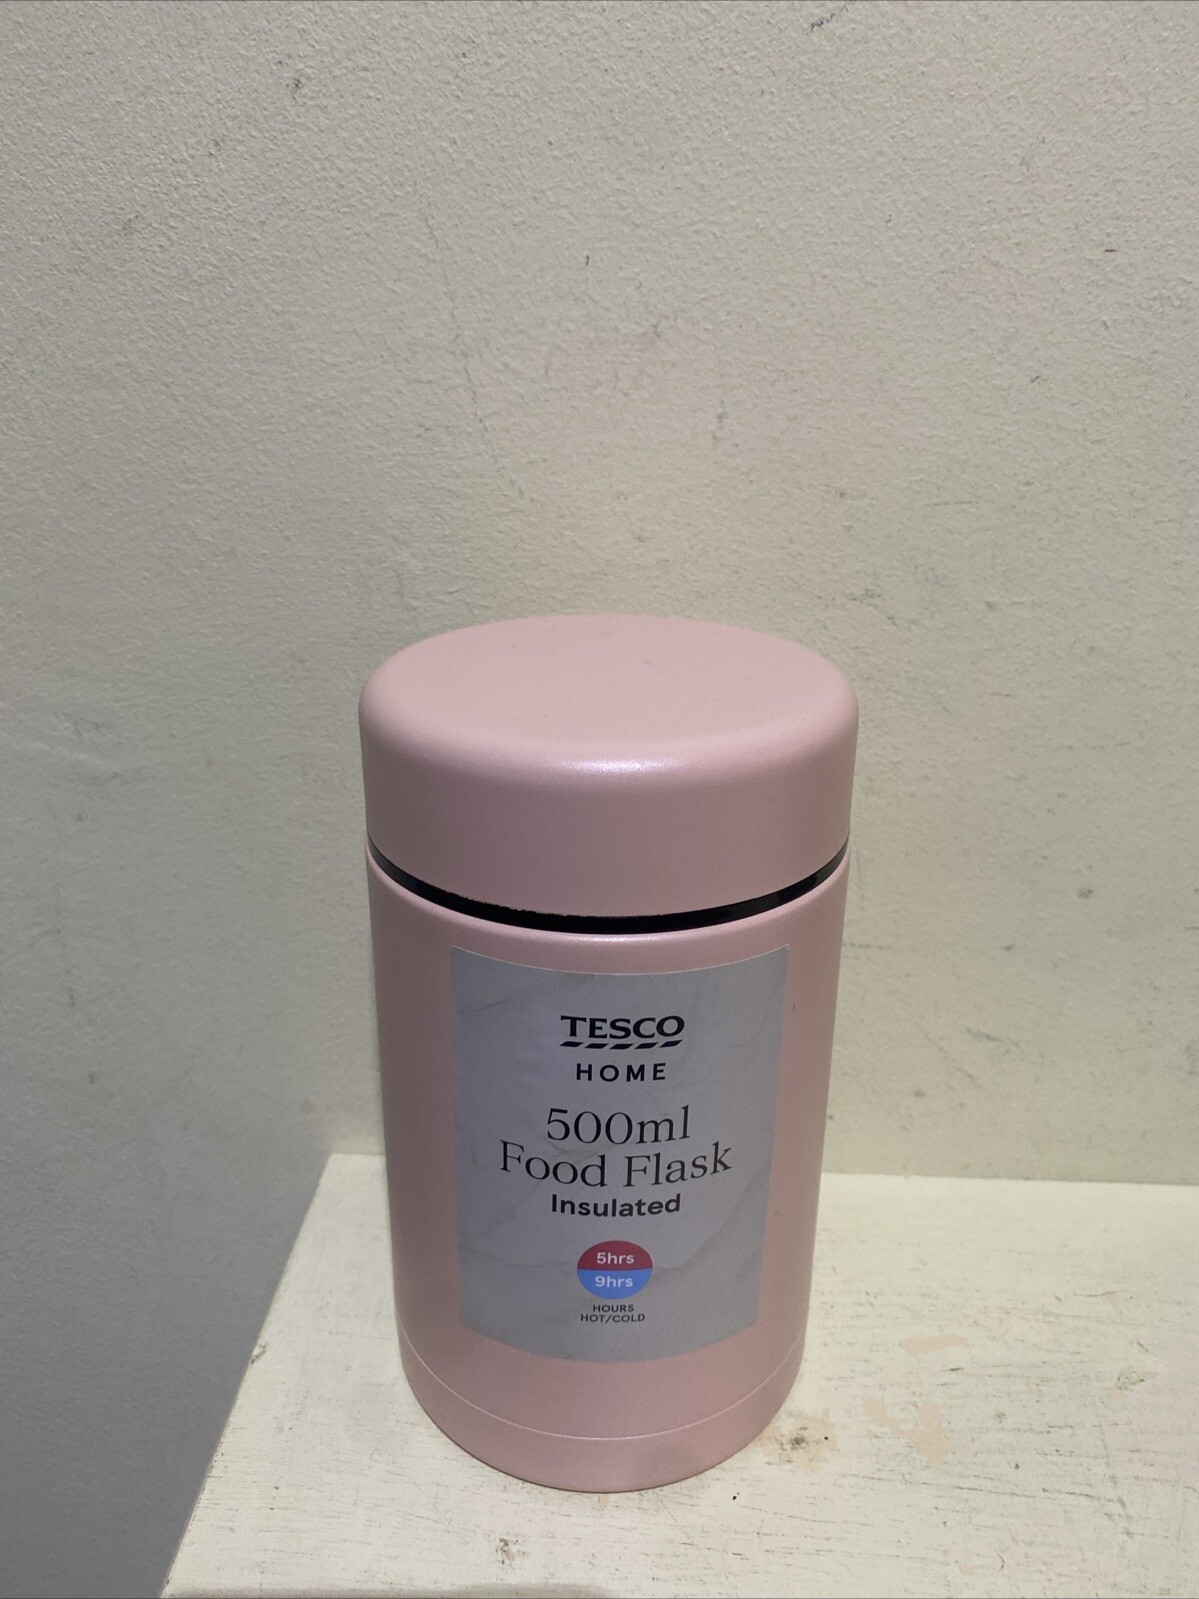 TESCO
HOME
500ml
Food Flask
Insulated
5hrs
9hrs
HOURS
HOT/COLD